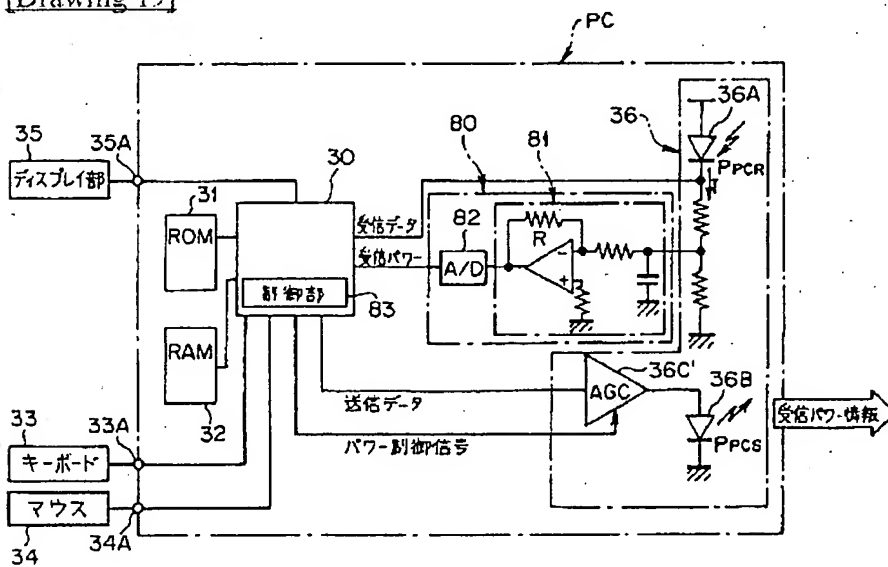 [Drawing 19]
PC
36A
36
80
81
PPCR
35
35A
30
ディスプレイ部
31
ROM
受信データ
82
R
受信パワー
A/D
-
+
制御部
83
RAM
32
36C'
AGC
36B
送信データ
受信パワー情報
33
33A
パワー制御信号
PPCS
キーボード
マウス
34
34A